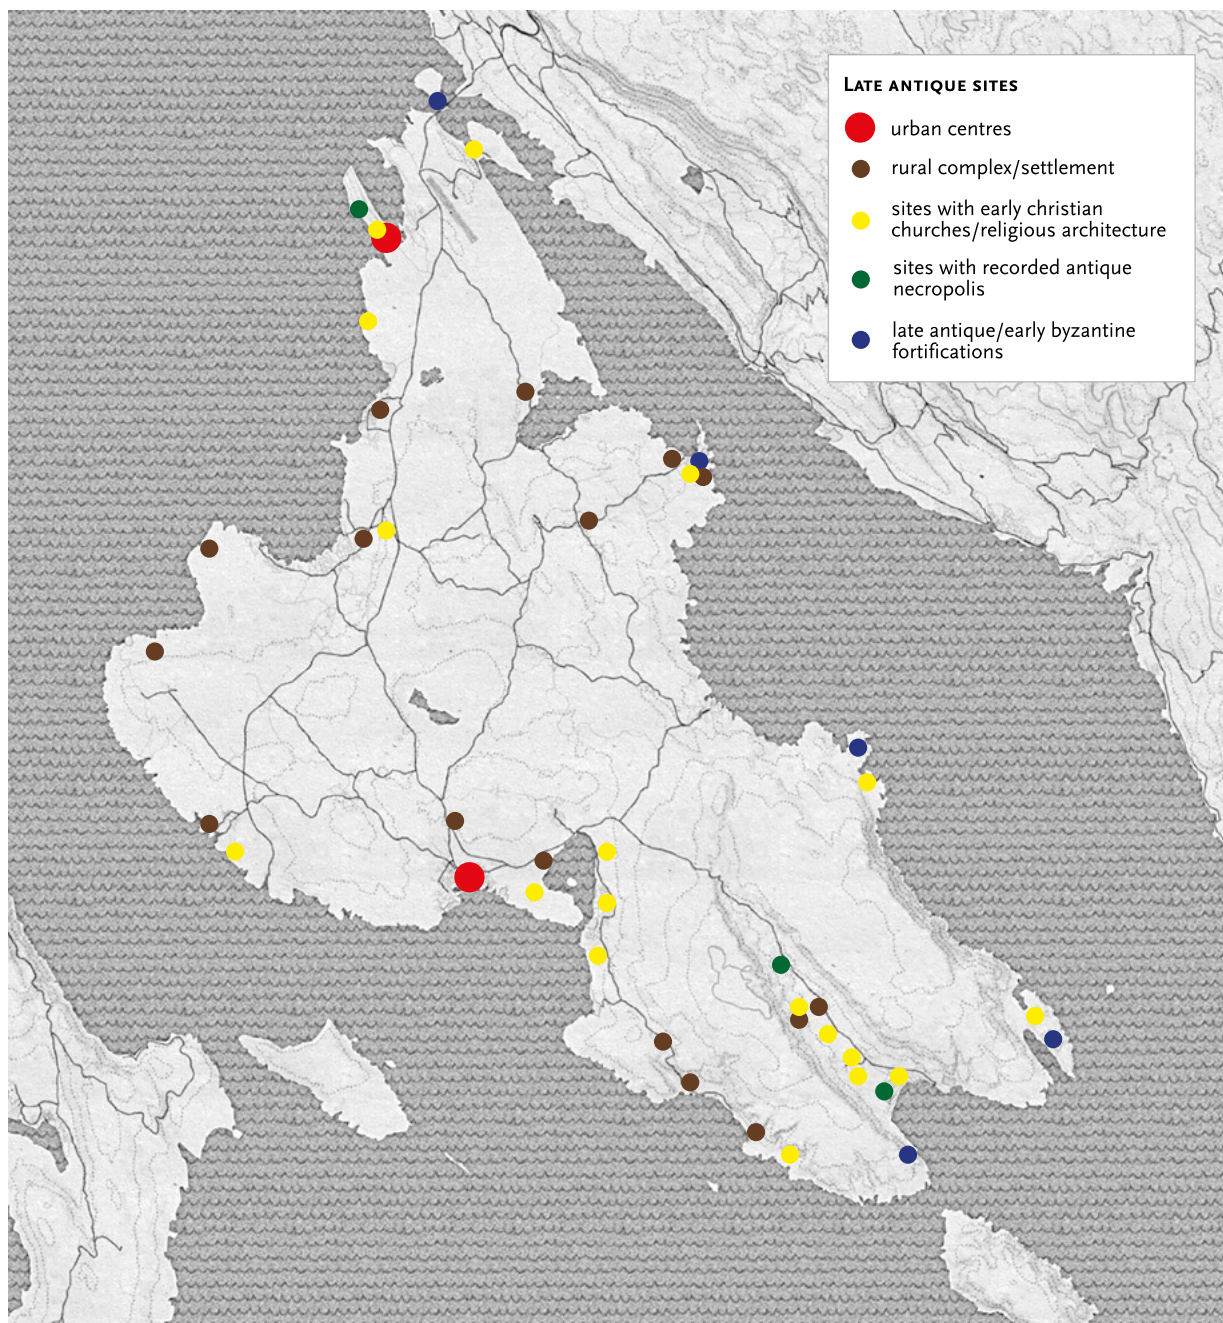 Late antique sites
urban centres
rural complex/settlement
sites with early christian
churches/religious architecture
sites with recorded antique
necropolis
late antique/early byzantine
fortifications